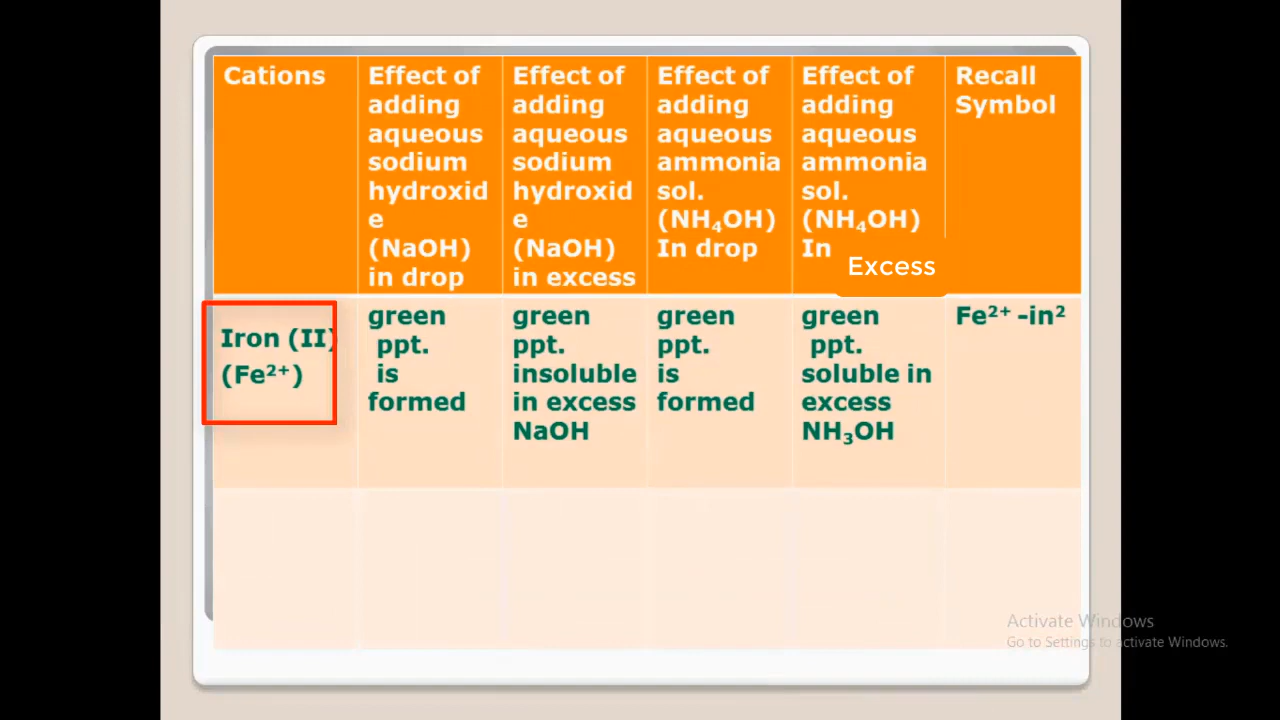 Cations
Effect of
adding
aqueous
sodium
hydroxid
e
(NaOH)
in drop
Effect of
adding
aqueous
sodium
hydroxid
e
(NaOH)
in excess
Effect of
adding
aqueous
ammonia
sol.
(NH₄OH)
In drop
Effect of
adding
aqueous
ammonia
sol.
(NH₄OH)
In Excess
Recall
Symbol
Iron (II)
(Fe²⁺)
green
ppt.
is
formed
green
ppt.
insoluble
in excess
NaOH
green
ppt.
is
formed
green
ppt.
soluble in
excess
NH₃OH
Fe²⁺ -in²
Activate Windows
Go to Settings to activate Windows.